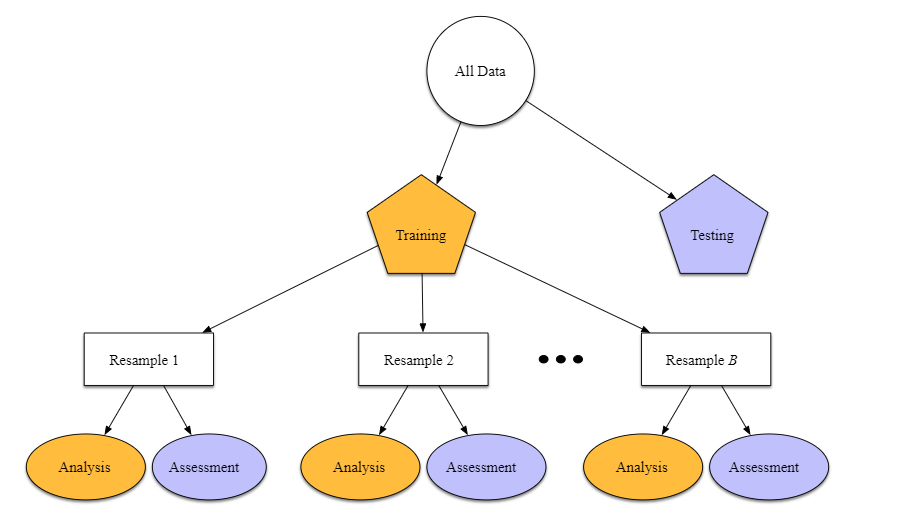 All Data
Training
Testing
Resample 1
Resample 2
Resample B
Analysis
Assessment
Analysis
Assessment
Analysis
Assessment